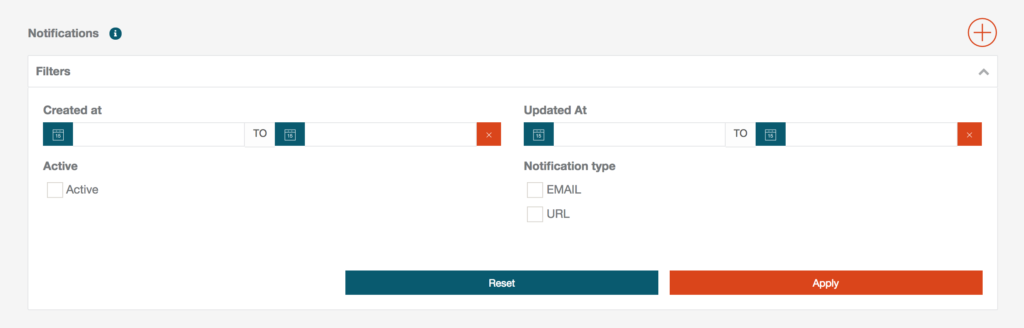 Notifications
Filters
Created at
Updated At
TO
TO
Active
Notification type
Active
EMAIL
URL
Reset
Apply